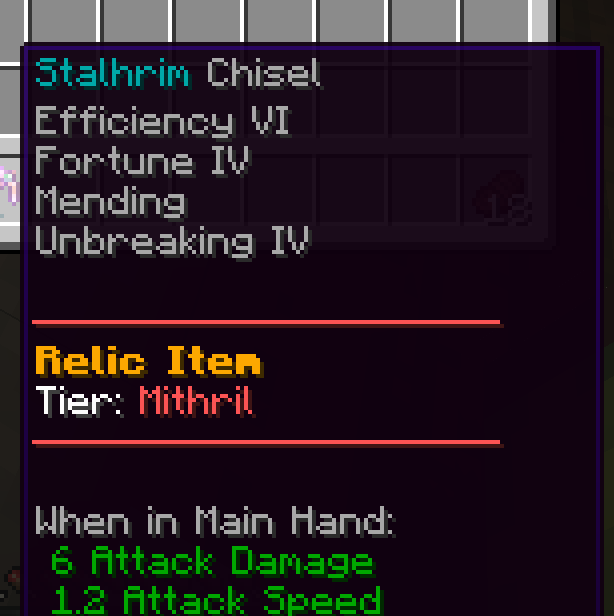 Stalhrim Chisel
Efficiency VI
Fortune IV
Mending
18
Unbreaking IV
Relic Item
Tier: Mithril
When in Main Hand:
6 Attack Damage
1.2 Attack Speed